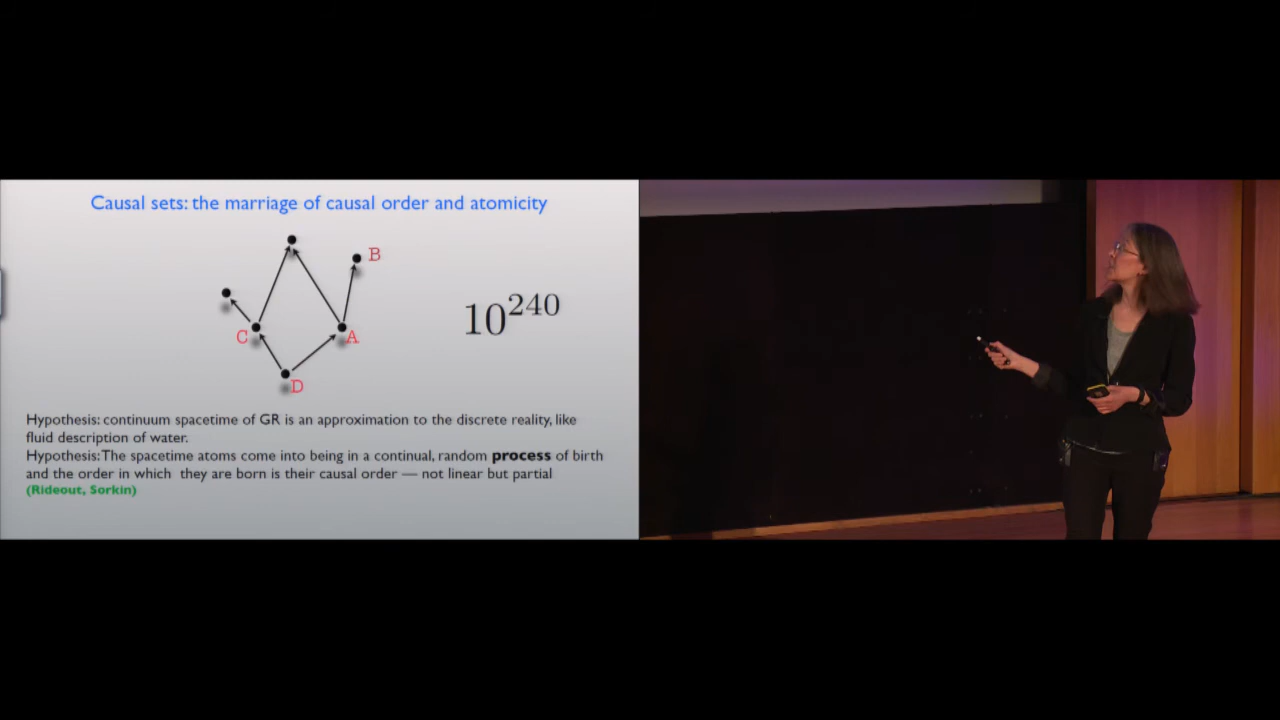 Causal sets: the marriage of causal order and atomicity
B
C
A
D
10^240
Hypothesis: continuum spacetime of GR is an approximation to the discrete reality, like
fluid description of water.
Hypothesis: The spacetime atoms come into being in a continual, random process of birth
and the order in which they are born is their causal order — not linear but partial
(Rideout, Sorkin)